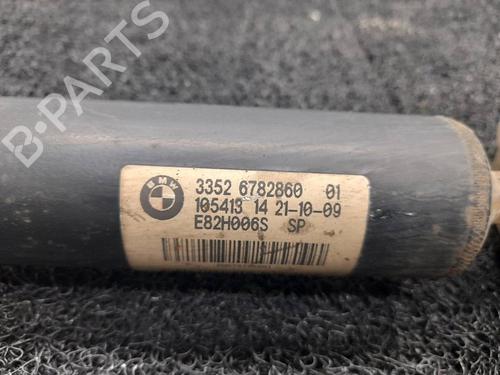 B-Parts
BMW
3352 6782860 01
105413 14 21-10-09
E82H006S SP